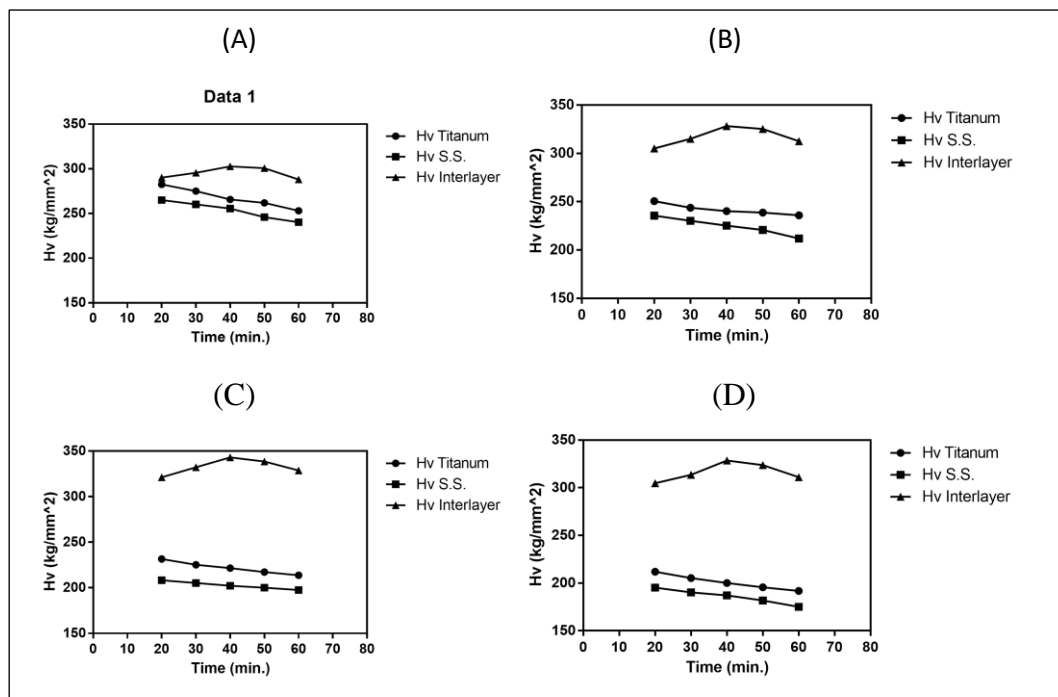 (A)
Data 1
350
300
250
200
150
Hv (kg/mm^2)
0 10 20 30 40 50 60 70 80
Time (min.)
Hv Titanum
Hv S.S.
Hv Interlayer
(B)
350
300
250
200
150
Hv (kg/mm^2)
0 10 20 30 40 50 60 70 80
Time (min.)
Hv Titanum
Hv S.S.
Hv Interlayer
(C)
350
300
250
200
150
Hv (kg/mm^2)
0 10 20 30 40 50 60 70 80
Time (min.)
Hv Titanum
Hv S.S.
Hv Interlayer
(D)
350
300
250
200
150
Hv (kg/mm^2)
0 10 20 30 40 50 60 70 80
Time (min.)
Hv Titanum
Hv S.S.
Hv Interlayer